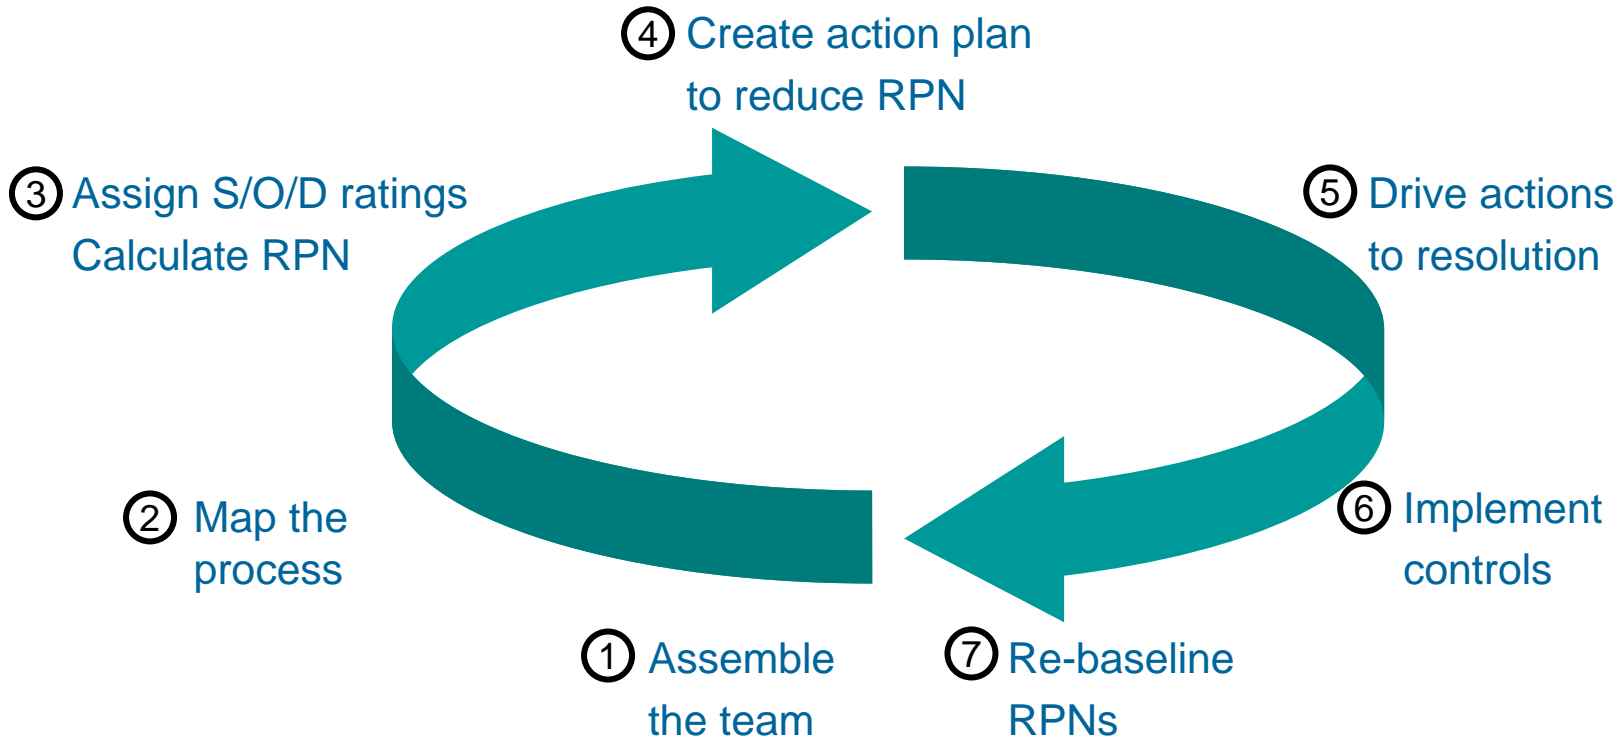 4 Create action plan
to reduce RPN
3 Assign S/O/D ratings
Calculate RPN
5 Drive actions
to resolution
2 Map the
process
6 Implement
controls
1 Assemble
the team
7 Re-baseline
RPNs